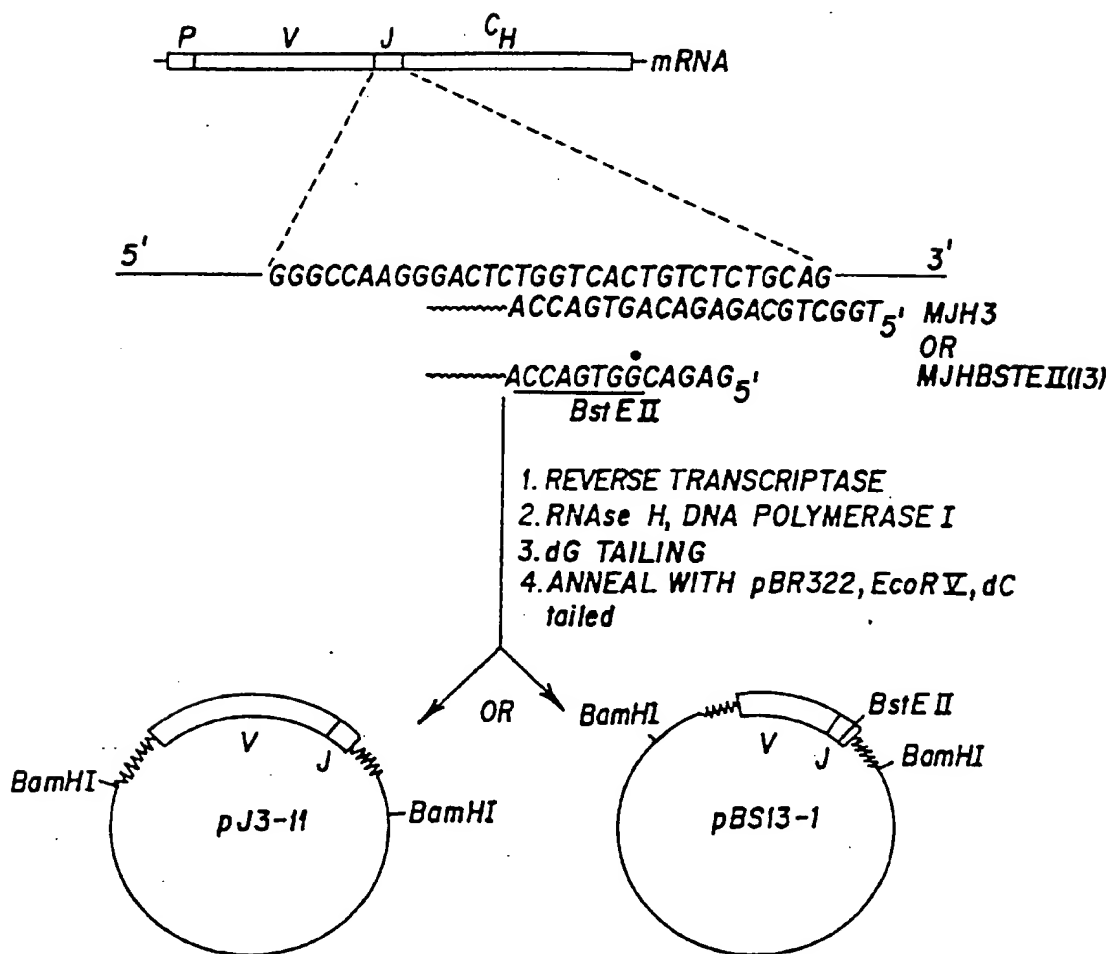 P V J CH
mRNA
5' 3'
GGGCCAAGGGACTCTGGTCACTGTCTCTGCAG
ACCAGTGACAGAGACGTCGGT5' MJH3
OR
MJHBSTEII(13)
ACCAGTGGCAGAG5'
BstEII
1. REVERSE TRANSCRIPTASE
2. RNAse H, DNA POLYMERASE I
3. dG TAILING
4. ANNEAL WITH pBR322, EcoRV, dC
tailed
OR
BamHI
V
J
BamHI
pJ3-11
BamHI
V
J
BstEII
BamHI
pBS13-1